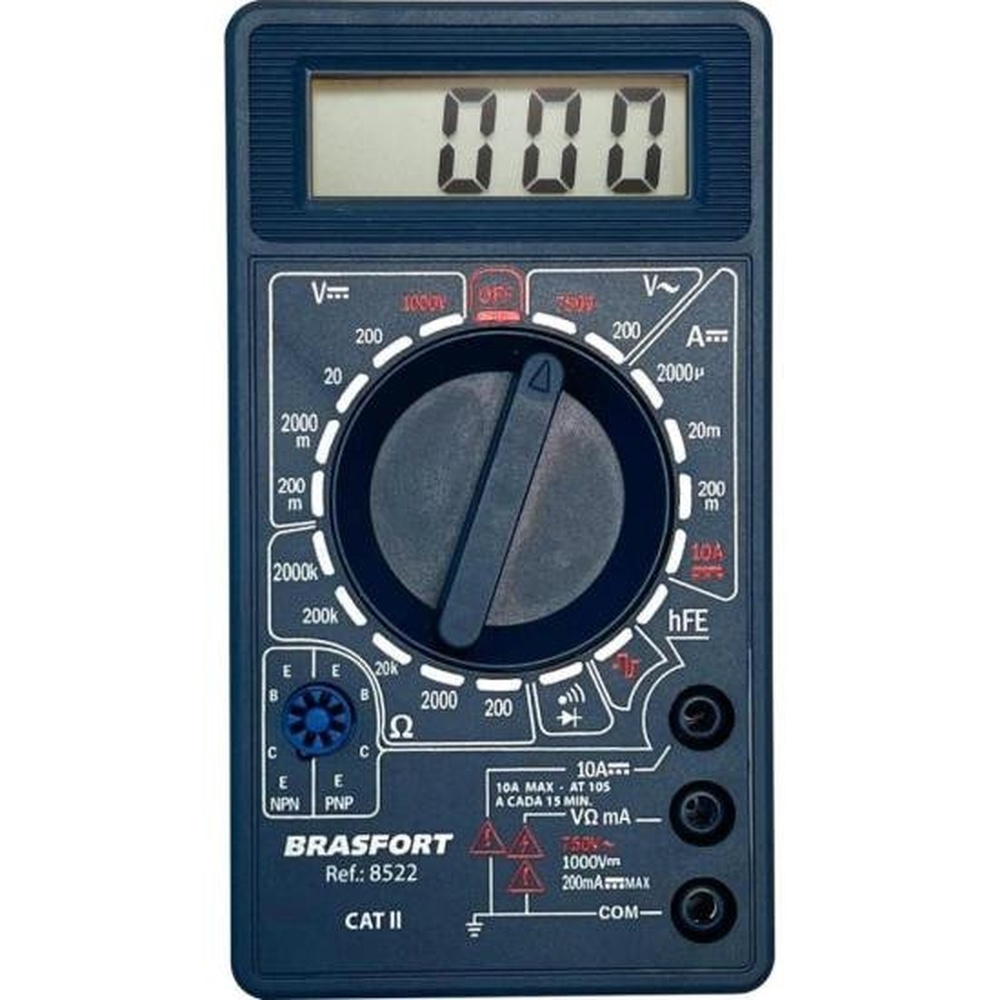 000
V⎓
1000V
OFF
750V
V~
200
200
A⎓
20
2000µ
2000
m
20m
200
m
200
m
2000k
10A
200k
hFE
20k
2000
200
Ω
E
E
B
B
C
C
E
E
NPN
PNP
10A⎓
10A MAX - AT 10S
A CADA 15 MIN.
VΩ mA
BRASFORT
750V~
Ref.: 8522
1000V⎓
200mA⎓MAX
CAT II
COM